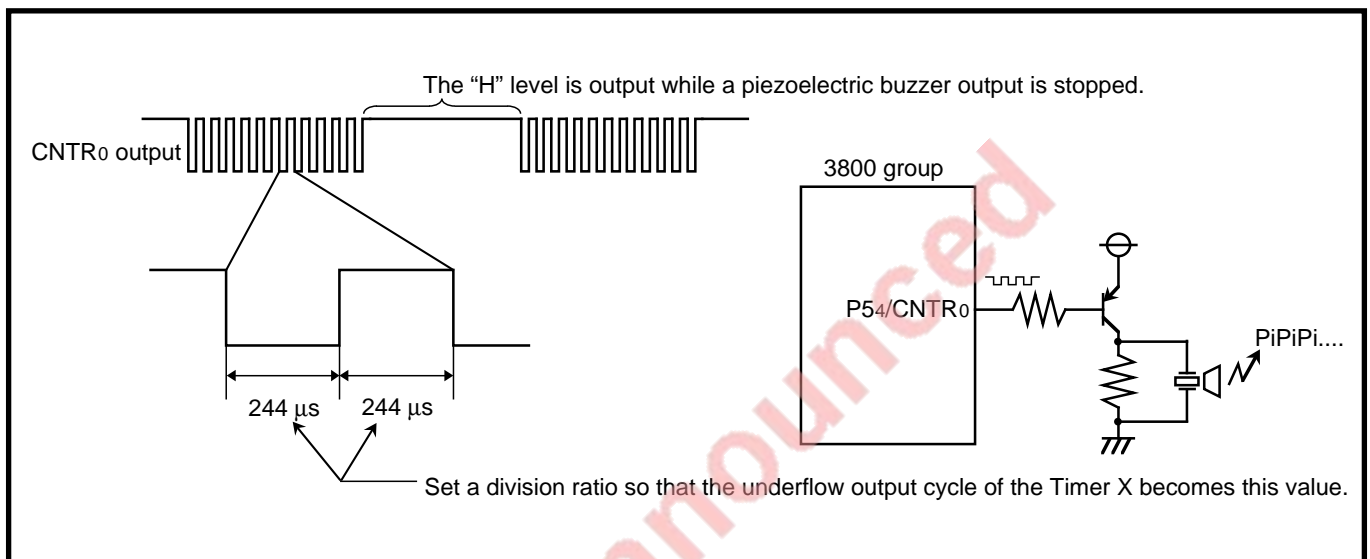 The “H” level is output while a piezoelectric buzzer output is stopped.
CNTR0 output
3800 group
P54/CNTR0
PiPiPi....
244 μs 244 μs
Set a division ratio so that the underflow output cycle of the Timer X becomes this value.
nounced